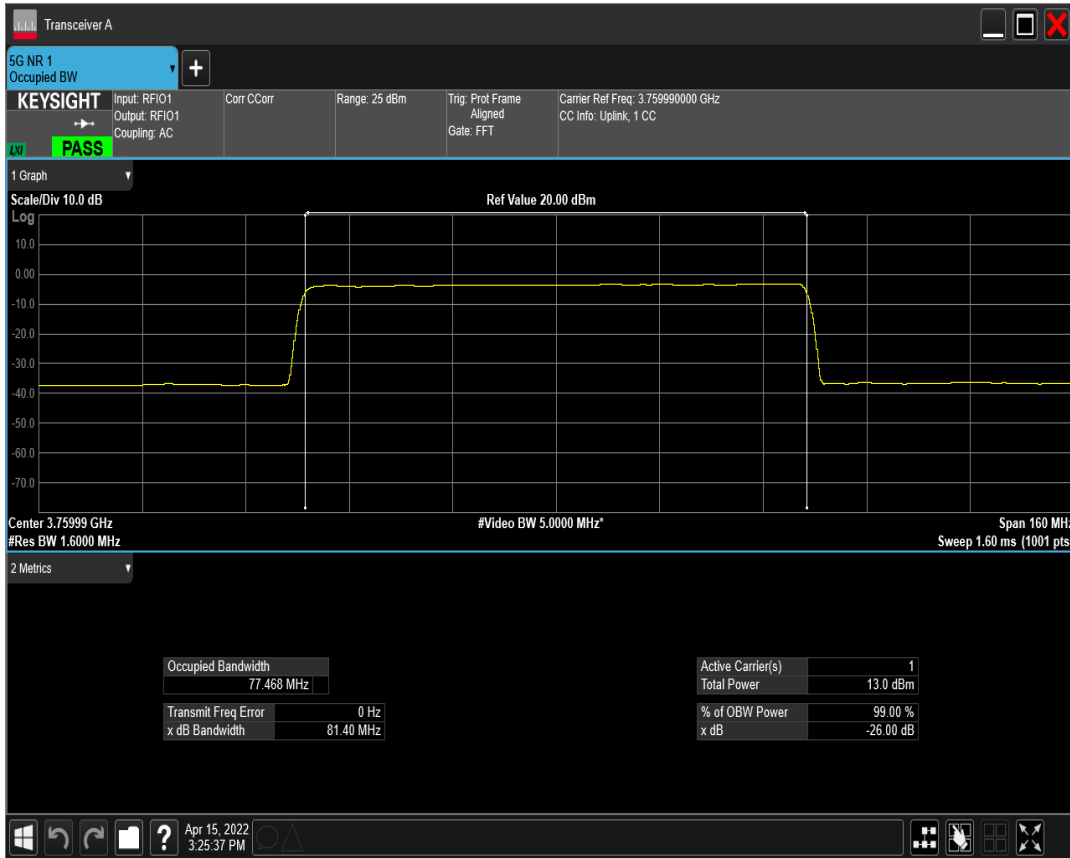 Transceiver A
5G NR 1
Occupied BW
+
KEYSIGHT
LXI
PASS
Input: RFIO1
Output: RFIO1
Coupling: AC
Corr CCorr
Range: 25 dBm
Trig: Prot Frame
Aligned
Gate: FFT
Carrier Ref Freq: 3.759990000 GHz
CC Info: Uplink, 1 CC
1 Graph
Scale/Div 10.0 dB
Ref Value 20.00 dBm
Log
10.0
0.00
-10.0
-20.0
-30.0
-40.0
-50.0
-60.0
-70.0
Center 3.75999 GHz
#Video BW 5.0000 MHz*
Span 160 MHz
#Res BW 1.6000 MHz
Sweep 1.60 ms (1001 pts
2 Metrics
Occupied Bandwidth
77.468 MHz
Transmit Freq Error 0 Hz
x dB Bandwidth 81.40 MHz
Active Carrier(s) 1
Total Power 13.0 dBm
% of OBW Power 99.00 %
x dB -26.00 dB
?
Apr 15, 2022
3:25:37 PM